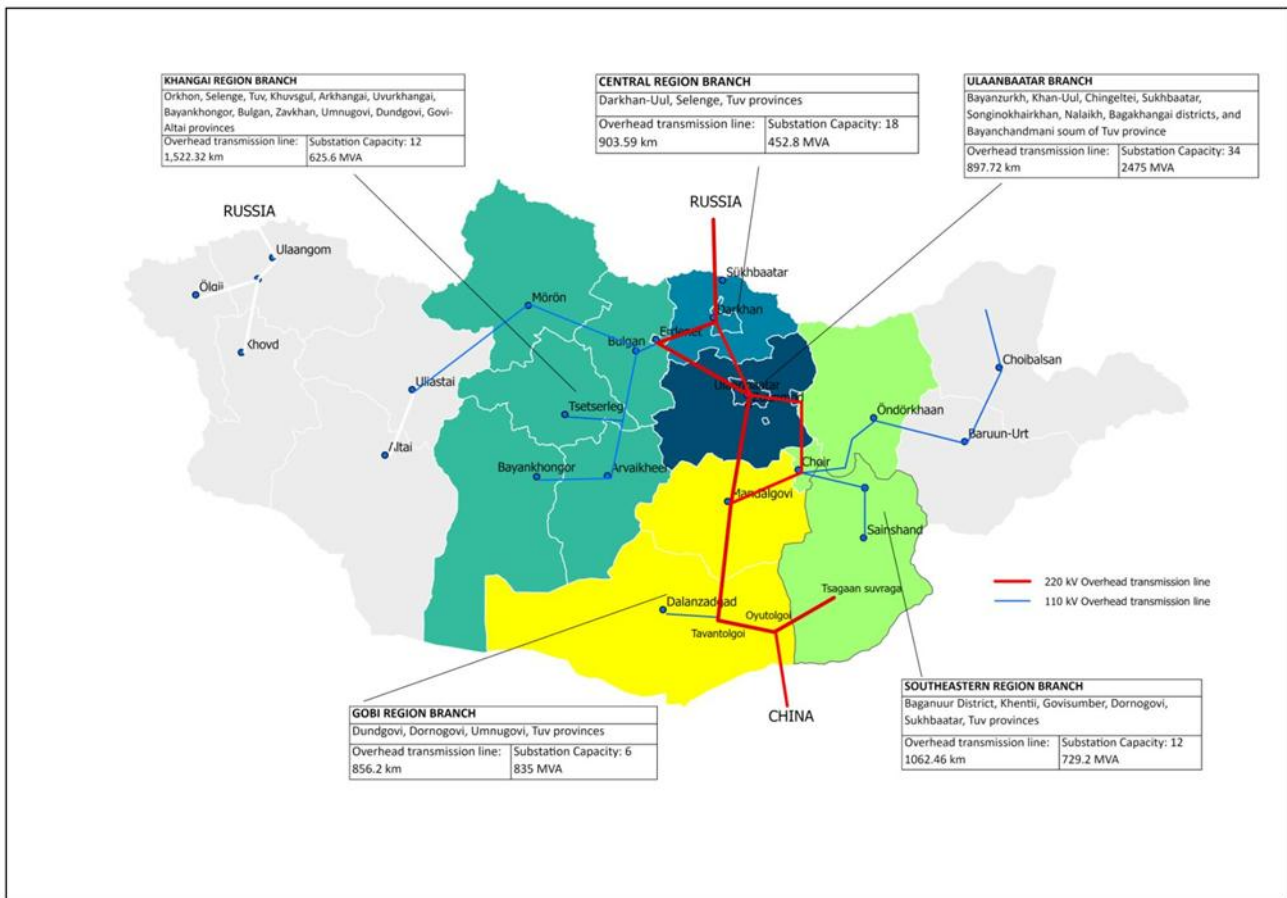 KHANGAI REGION BRANCH
Orkhon, Selenge, Tuv, Khuvsgul, Arkhangai, Uvurkhangai,
Bayankhongor, Bulgan, Zavkhan, Umnugovi, Dundgovi, Govi-
Altai provinces
Overhead transmission line:
1,522.32 km
Substation Capacity: 12
625.6 MVA
CENTRAL REGION BRANCH
Darkhan-Uul, Selenge, Tuv provinces
Overhead transmission line:
903.59 km
Substation Capacity: 18
452.8 MVA
ULAANBAATAR BRANCH
Bayanzurkh, Khan-Uul, Chingeltei, Sukhbaatar,
Songinokhairkhan, Nalaikh, Bagakhangai districts, and
Bayanchandmani soum of Tuv province
Overhead transmission line:
897.72 km
Substation Capacity: 34
2475 MVA
RUSSIA
RUSSIA
Ulaangom
Ölgii
Khovd
Sükhbaatar
Mörön
Darkhan
Erdenet
Bulgan
Choibalsan
Uliastai
Ulaanbaatar
Tsetserleg
Öndörkhaan
Baruun-Urt
Altai
Bayankhongor
Arvaikheer
Choir
Mandalgovi
Sainshand
220 kV Overhead transmission line
110 kV Overhead transmission line
Tsagaan suvraga
Dalanzadgad
Oyutolgoi
Tavantolgoi
CHINA
GOBI REGION BRANCH
Dundgovi, Dornogovi, Umnugovi, Tuv provinces
Overhead transmission line:
856.2 km
Substation Capacity: 6
835 MVA
SOUTHEASTERN REGION BRANCH
Baganuur District, Khentii, Govisumber, Dornogovi,
Sukhbaatar, Tuv provinces
Overhead transmission line:
1062.46 km
Substation Capacity: 12
729.2 MVA